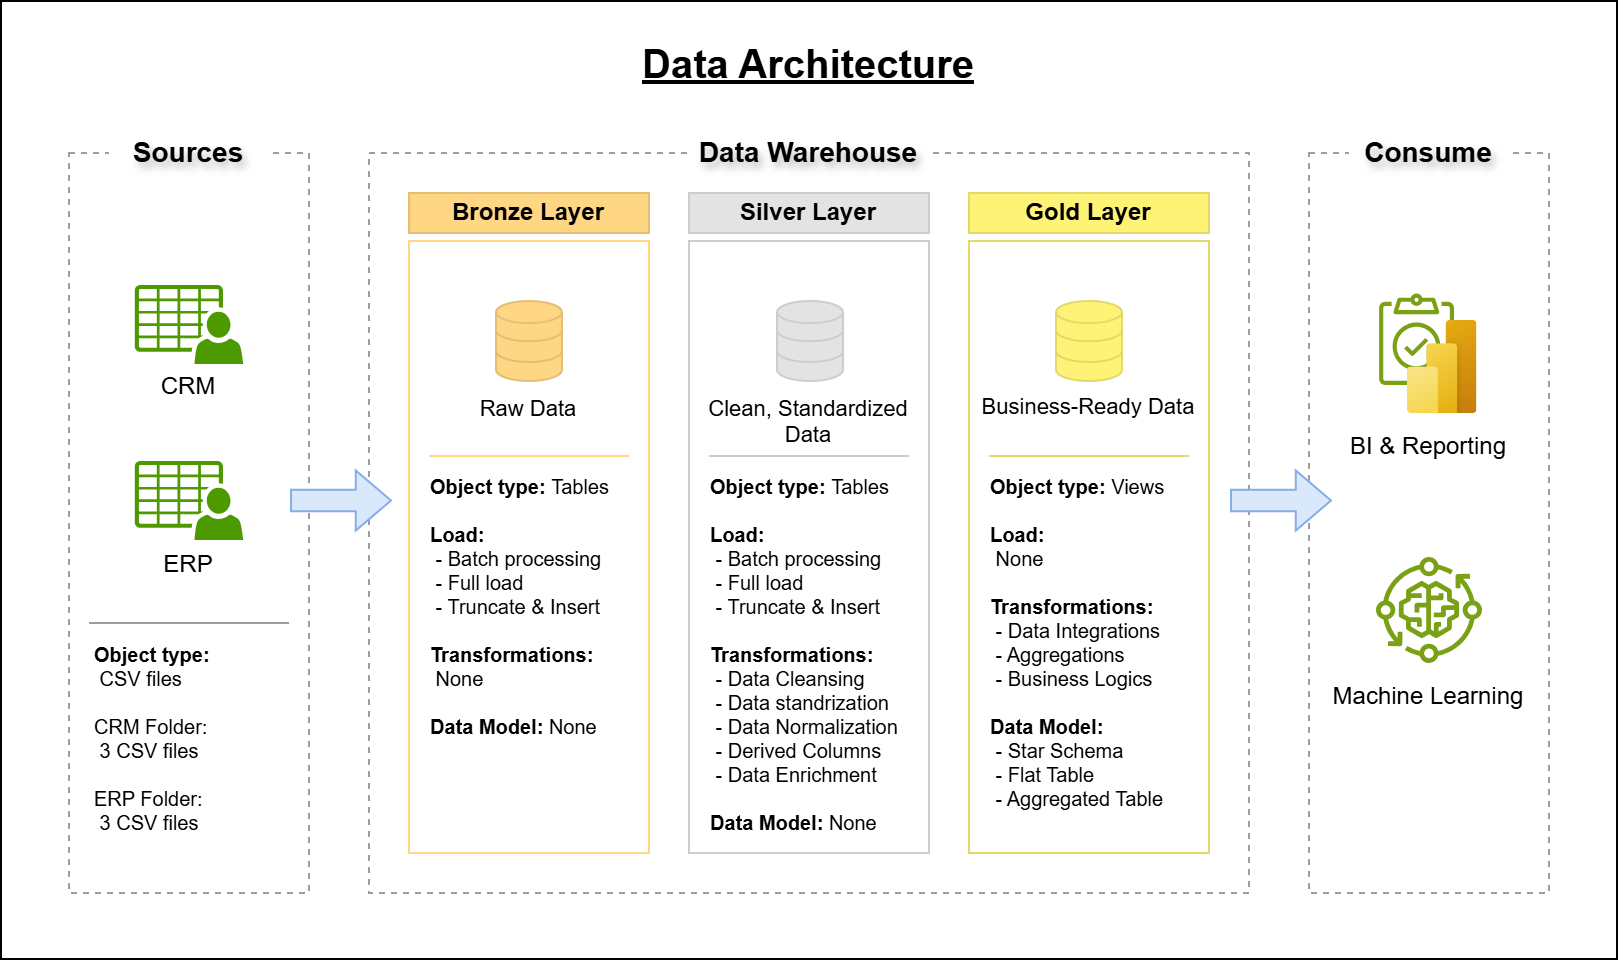 Data Architecture
Sources
CRM
ERP
Object type:
CSV files
CRM Folder:
3 CSV files
ERP Folder:
3 CSV files
Data Warehouse
Bronze Layer
Raw Data
Object type: Tables
Load:
- Batch processing
- Full load
- Truncate & Insert
Transformations:
None
Data Model: None
Silver Layer
Clean, Standardized
Data
Object type: Tables
Load:
- Batch processing
- Full load
- Truncate & Insert
Transformations:
- Data Cleansing
- Data standrization
- Data Normalization
- Derived Columns
- Data Enrichment
Data Model: None
Gold Layer
Business-Ready Data
Object type: Views
Load:
None
Transformations:
- Data Integrations
- Aggregations
- Business Logics
Data Model:
- Star Schema
- Flat Table
- Aggregated Table
Consume
BI & Reporting
Machine Learning